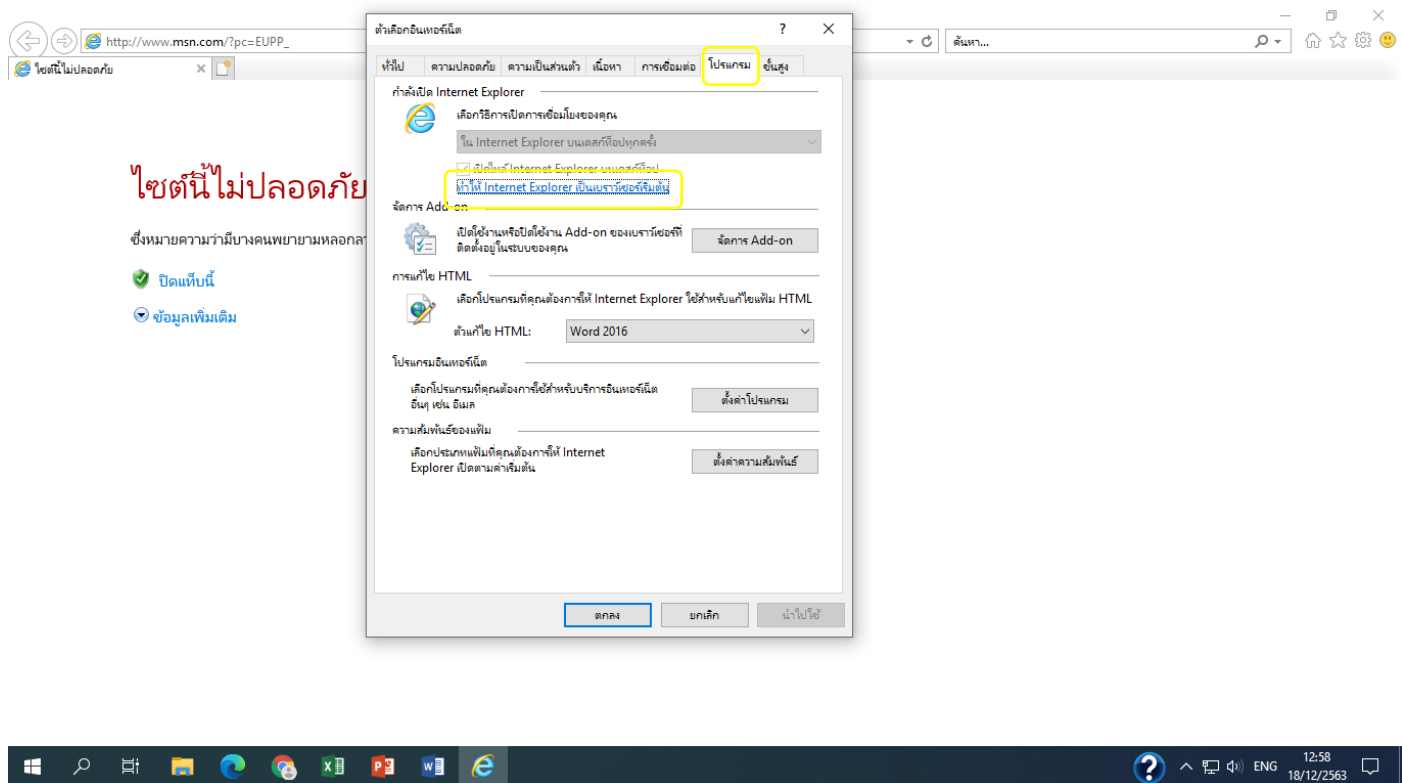 ตัวเลือกอินเทอร์เน็ต
http://www.msn.com/?pc=EUPP_
ค้นหา...
ไซต์นี้ไม่ปลอดภัย
ทั่วไป ความปลอดภัย ความเป็นส่วนตัว เนื้อหา การเชื่อมต่อ โปรแกรม ขั้นสูง
กำลังเปิด Internet Explorer
เลือกวิธีการเปิดการเชื่อมโยงของคุณ
ใน Internet Explorer บนเดสก์ท็อปทุกครั้ง
เปิดไทล์ Internet Explorer บนเดสก์ท็อป
ทำให้ Internet Explorer เป็นเบราว์เซอร์เริ่มต้น
ไซต์นี้ไม่ปลอดภัย
ซึ่งหมายความว่ามีบางคนพยายามหลอกลา
ปิดแท็บนี้
ข้อมูลเพิ่มเติม
จัดการ Add-on
เปิดใช้งานหรือปิดใช้งาน Add-on ของเบราว์เซอร์ที่
ติดตั้งอยู่ในระบบของคุณ
จัดการ Add-on
การแก้ไข HTML
เลือกโปรแกรมที่คุณต้องการให้ Internet Explorer ใช้สำหรับแก้ไขแฟ้ม HTML
ตัวแก้ไข HTML: Word 2016
โปรแกรมอินเทอร์เน็ต
เลือกโปรแกรมที่คุณต้องการใช้สำหรับบริการอินเทอร์เน็ต
อื่นๆ เช่น อีเมล
ตั้งค่าโปรแกรม
ความสัมพันธ์ของแฟ้ม
เลือกประเภทแฟ้มที่คุณต้องการให้ Internet
Explorer เปิดตามค่าเริ่มต้น
ตั้งค่าความสัมพันธ์
ตกลง ยกเลิก นำไปใช้
ENG
12:58
18/12/2563